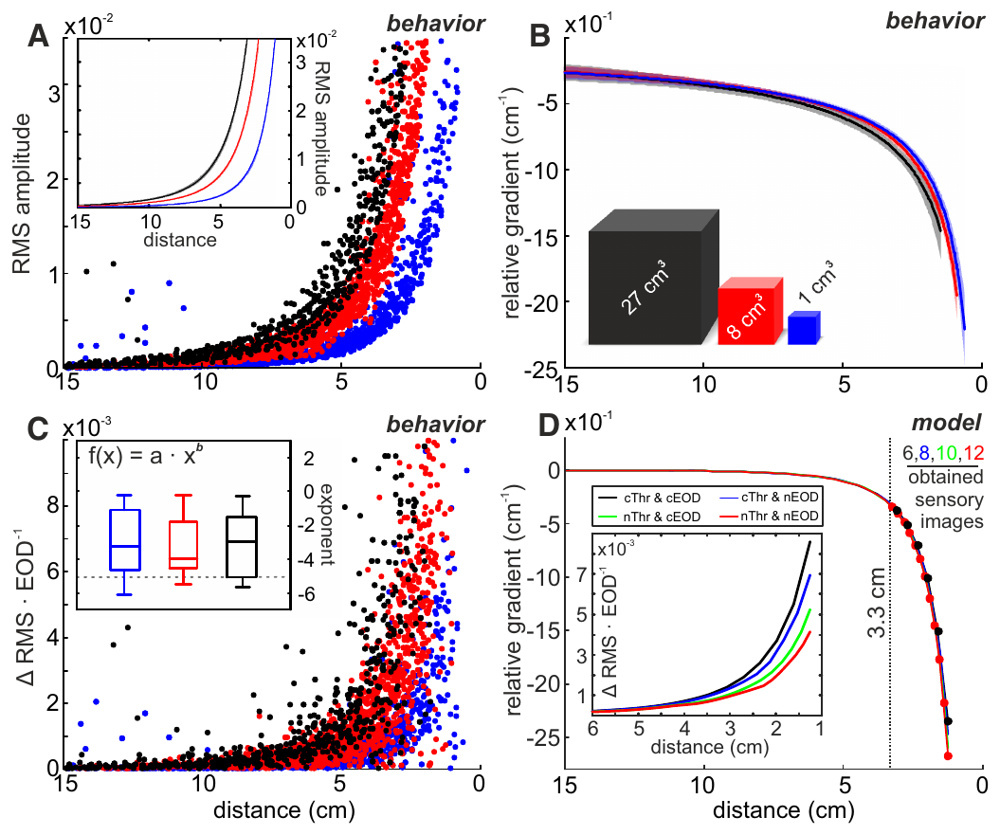 A
x10⁻²
behavior
3
2
1
0
RMS amplitude
15
10
5
0
x10⁻²
3
2
1
0
RMS amplitude
15
10
5
0
distance
B
x10⁻¹
behavior
-5
-10
-15
-20
-25
relative gradient (cm⁻¹)
27 cm³
8 cm³
1 cm³
15
10
5
0
C
x10⁻³
behavior
8
6
4
2
0
Δ RMS · EOD⁻¹
f(x) = a · xᵇ
2
0
-2
-4
-6
exponent
15
10
5
0
distance (cm)
D
x10⁻¹
model
6,8,10,12
obtained
sensory
images
0
-5
-10
-15
-20
-25
relative gradient (cm⁻¹)
cThr & cEOD
cThr & nEOD
nThr & cEOD
nThr & nEOD
x10⁻³
7
5
3
1
Δ RMS · EOD⁻¹
6
5
4
3
2
1
distance (cm)
3.3 cm
15
10
5
0
distance (cm)